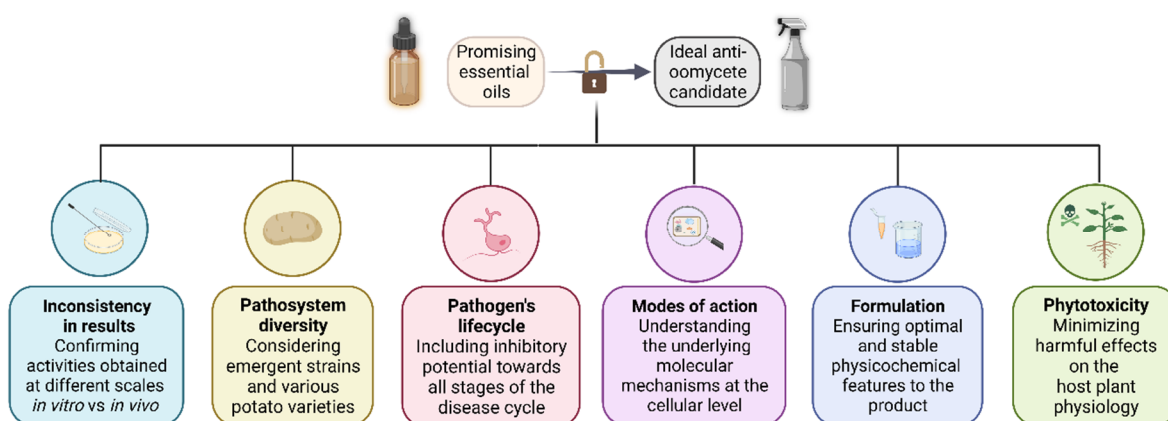 Promising
essential
oils
Ideal anti-
oomycete
candidate
Inconsistency
in results
Confirming
activities obtained
at different scales
in vitro vs in vivo
Pathosystem
diversity
Considering
emergent strains
and various
potato varieties
Pathogen's
lifecycle
Including inhibitory
potential towards
all stages of the
disease cycle
Modes of action
Understanding
the underlying
molecular
mechanisms at the
cellular level
Formulation
Ensuring optimal
and stable
physicochemical
features to the
product
Phytotoxicity
Minimizing
harmful effects
on the
host plant
physiology